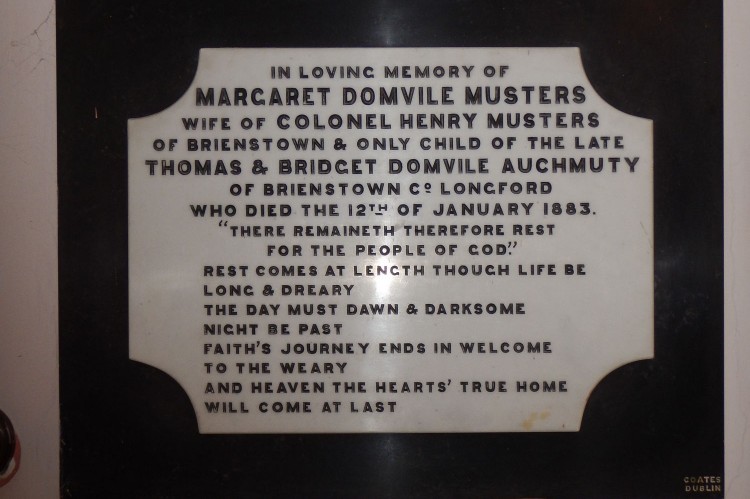 IN LOVING MEMORY OF
MARGARET DOMVILE MUSTERS
WIFE OF COLONEL HENRY MUSTERS
OF BRIENSTOWN & ONLY CHILD OF THE LATE
THOMAS & BRIDGET DOMVILE AUCHMUTY
OF BRIENSTOWN Cº LONGFORD
WHO DIED THE 12TH OF JANUARY 1883.
"THERE REMAINETH THEREFORE REST
FOR THE PEOPLE OF GOD."
REST COMES AT LENGTH THOUGH LIFE BE
LONG & DREARY
THE DAY MUST DAWN & DARKSOME
NIGHT BE PAST
FAITH'S JOURNEY ENDS IN WELCOME
TO THE WEARY
AND HEAVEN THE HEARTS' TRUE HOME
WILL COME AT LAST
COATES
DUBLIN